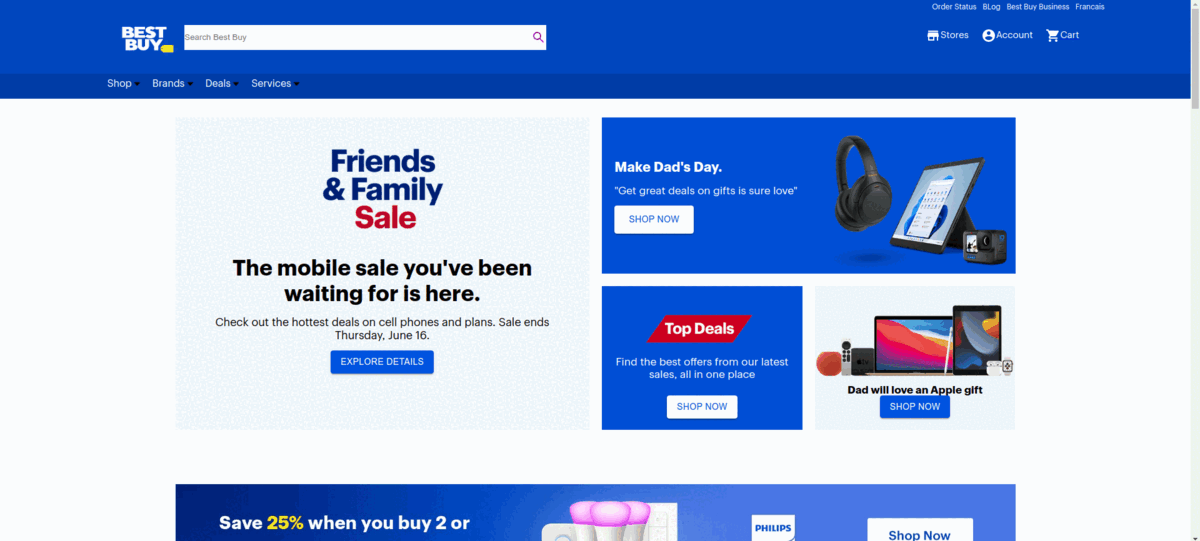 Order Status BLog Best Buy Business Francais
BEST
BUY
Search Best Buy
Stores Account Cart
Shop Brands Deals Services
Friends
& Family
Sale
The mobile sale you've been
waiting for is here.
Check out the hottest deals on cell phones and plans. Sale ends
Thursday, June 16.
EXPLORE DETAILS
Make Dad's Day.
"Get great deals on gifts is sure love"
SHOP NOW
Top Deals
Find the best offers from our latest
sales, all in one place
SHOP NOW
Dad will love an Apple gift
SHOP NOW
Save 25% when you buy 2 or
PHILIPS
Shop Now